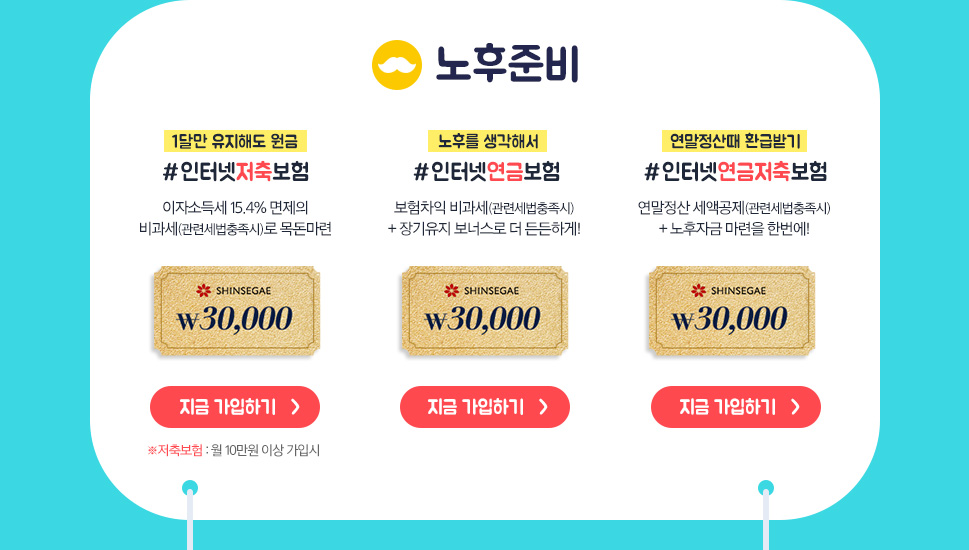 노후준비
1달만 유지해도 원금
#인터넷저축보험
이자소득세 15.4% 면제의
비과세(관련세법충족시)로 목돈마련
SHINSEGAE
₩30,000
지금 가입하기 >
※저축보험 : 월 10만원 이상 가입시
노후를 생각해서
#인터넷연금보험
보험차익 비과세(관련세법충족시)
+ 장기유지 보너스로 더 든든하게!
SHINSEGAE
₩30,000
지금 가입하기 >
연말정산때 환급받기
#인터넷연금저축보험
연말정산 세액공제(관련세법충족시)
+ 노후자금 마련을 한번에!
SHINSEGAE
₩30,000
지금 가입하기 >